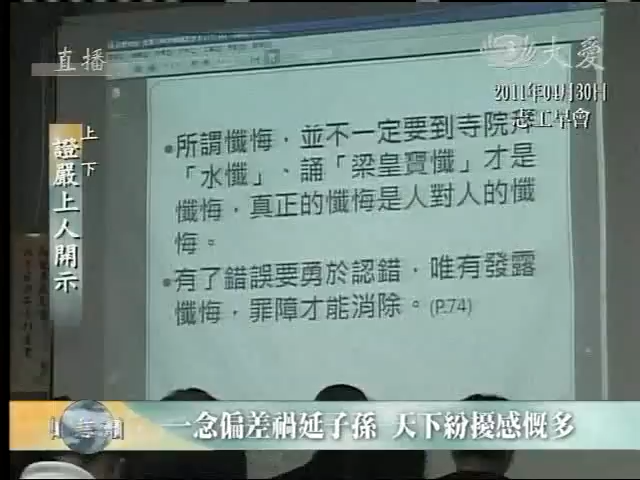 直播
大愛
2011年04月30日
志工早會
證嚴上人開示
上
下
所謂懺悔，並不一定要到寺院拜
「水懺」、誦「梁皇寶懺」才是
懺悔，真正的懺悔是人對人的懺
悔。
有了錯誤要勇於認錯，唯有發露
懺悔，罪障才能消除。(P.74)
一念偏差禍延子孫 天下紛擾感慨多